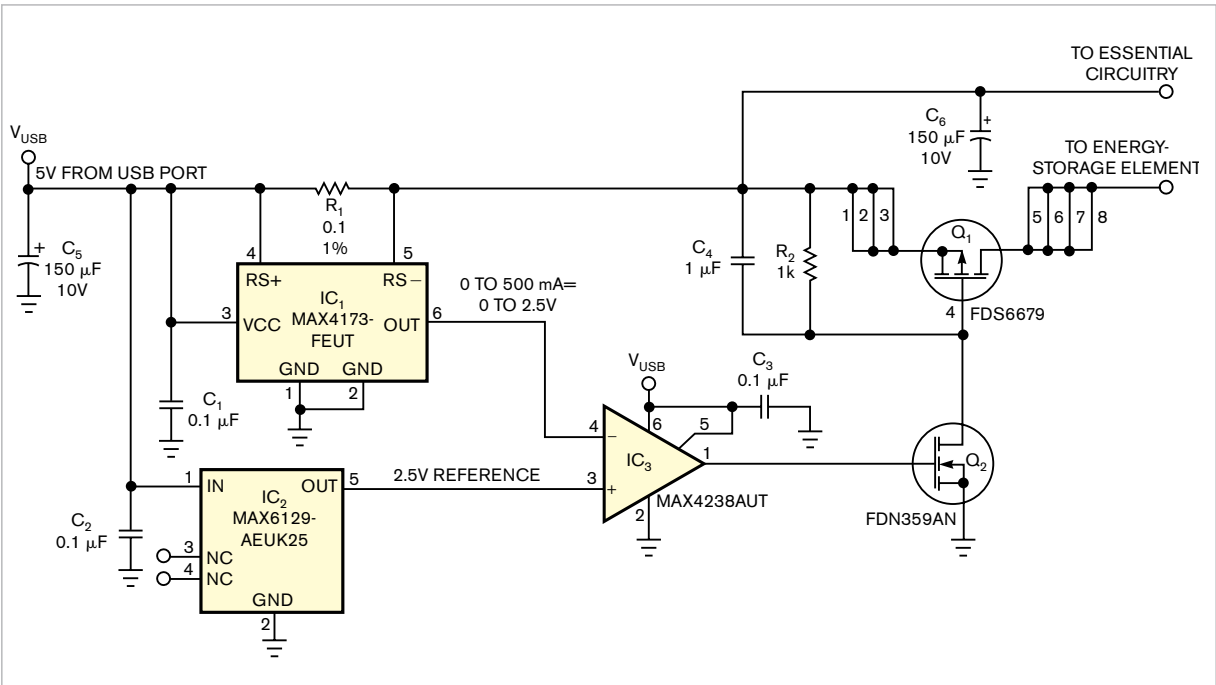 TO ESSENTIAL
CIRCUITRY
C6
150 μF
10V
+
TO ENERGY-
STORAGE ELEMENT
VUSB
5V FROM USB PORT
R1
0.1
1%
C5
150 μF
10V
+
4
5
RS+
RS−
IC1
MAX4173-
FEUT
3
VCC
OUT
6
GND
GND
1
2
0 TO 500 mA=
0 TO 2.5V
C1
0.1 μF
C4
1 μF
R2
1k
1
2
3
Q1
5
6
7
8
4
FDS6679
VUSB
C3
0.1 μF
6
5
4
−
IC3
1
3
+
2
MAX4238AUT
Q2
FDN359AN
2.5V REFERENCE
1
IN
OUT
5
IC2
MAX6129-
AEUK25
C2
0.1 μF
3
NC
4
NC
GND
2